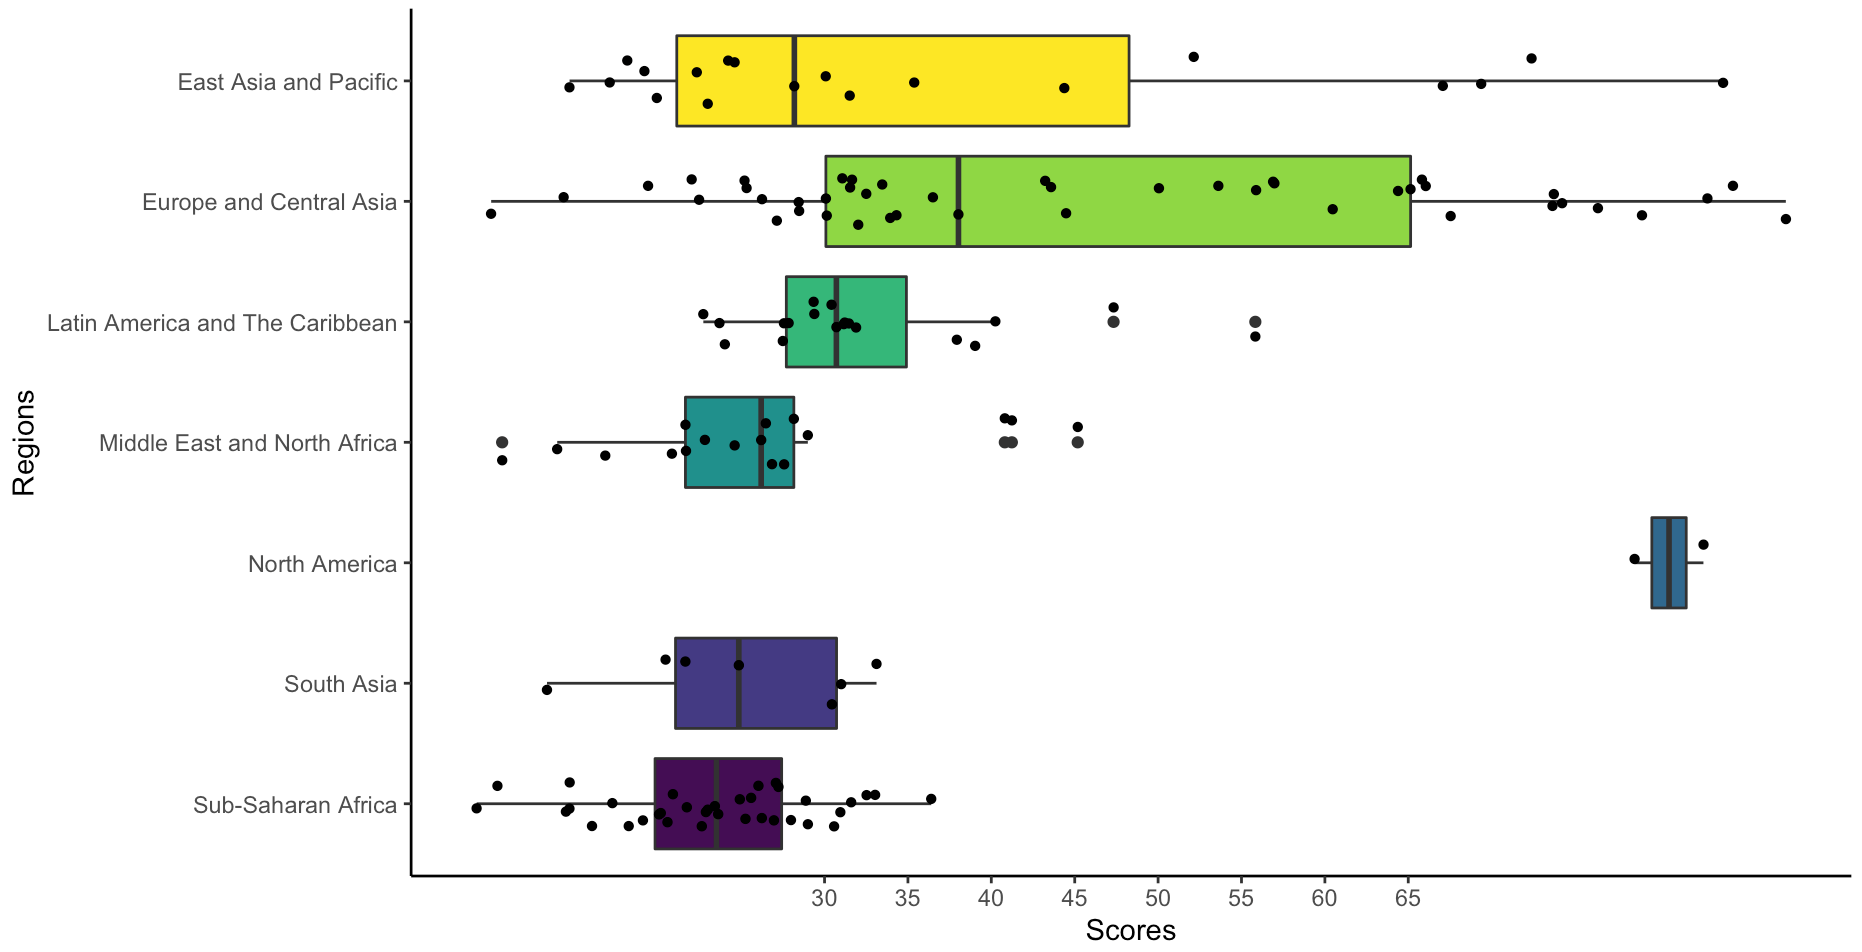 East Asia and Pacific
Europe and Central Asia
Latin America and The Caribbean
Middle East and North Africa
North America
South Asia
Sub-Saharan Africa
Regions
30 35 40 45 50 55 60 65
Scores